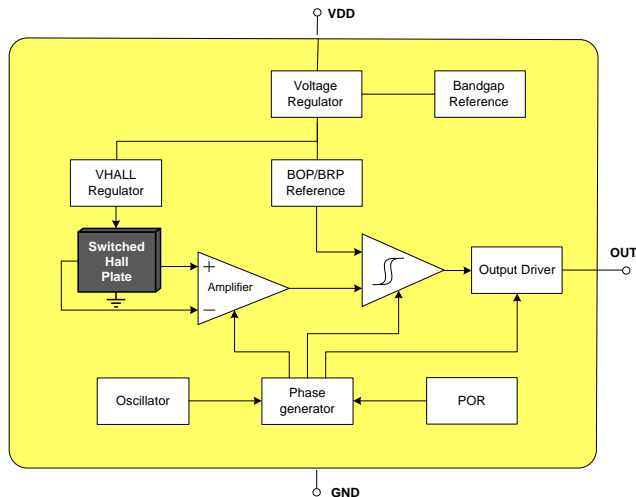 VDD
Voltage
Regulator
Bandgap
Reference
VHALL
Regulator
BOP/BRP
Reference
Switched
Hall
Plate
+
Amplifier
−
Output Driver
OUT
Oscillator
Phase
generator
POR
GND